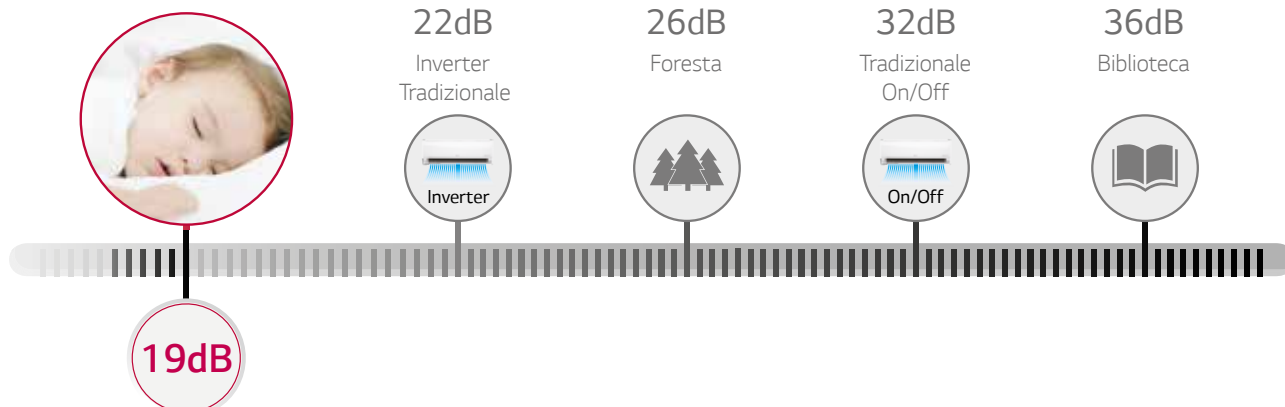 22dB
Inverter
Tradizionale
Inverter
26dB
Foresta
32dB
Tradizionale
On/Off
On/Off
36dB
Biblioteca
19dB